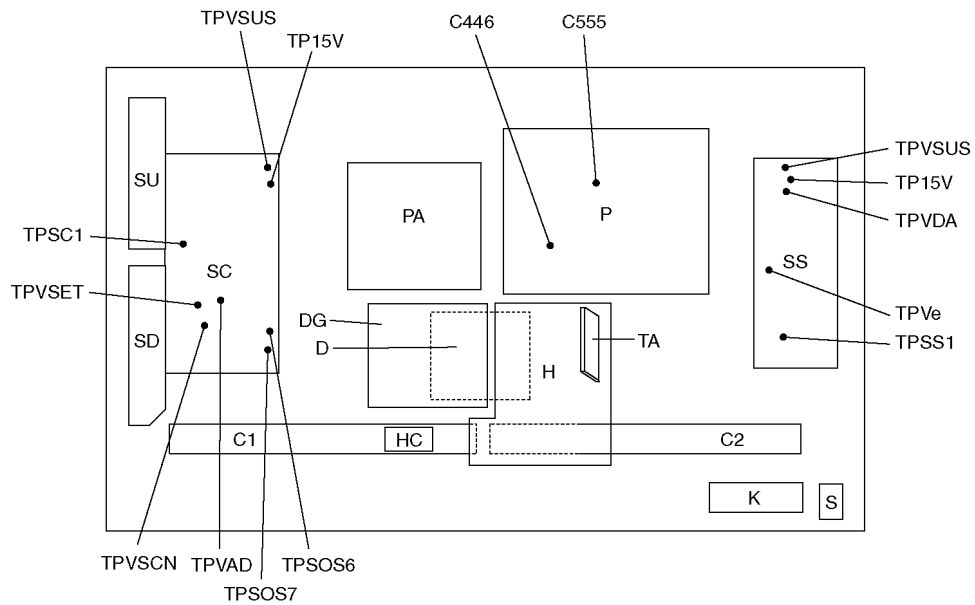 TPVSUS
TP15V
C446
C555
SU
PA
P
TPVSUS
TP15V
TPVDA
TPSC1
SC
SS
TPVSET
SD
DG
D
H
TA
TPVe
TPSS1
C1
HC
C2
K
S
TPVSCN
TPVAD
TPSOS6
TPSOS7